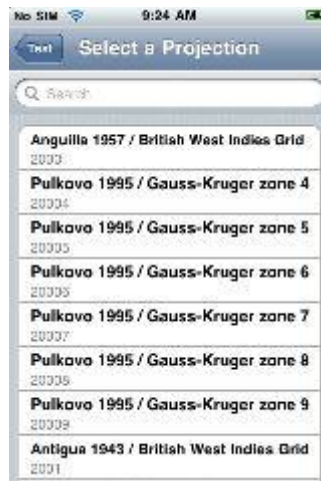 No SIM 9:24 AM
Test Select a Projection
Search
Anguilla 1957 / British West Indies Grid
2000
Pulkovo 1995 / Gauss-Kruger zone 4
20004
Pulkovo 1995 / Gauss-Kruger zone 5
20005
Pulkovo 1995 / Gauss-Kruger zone 6
20006
Pulkovo 1995 / Gauss-Kruger zone 7
20007
Pulkovo 1995 / Gauss-Kruger zone 8
20008
Pulkovo 1995 / Gauss-Kruger zone 9
20009
Antigua 1943 / British West Indies Grid
2001